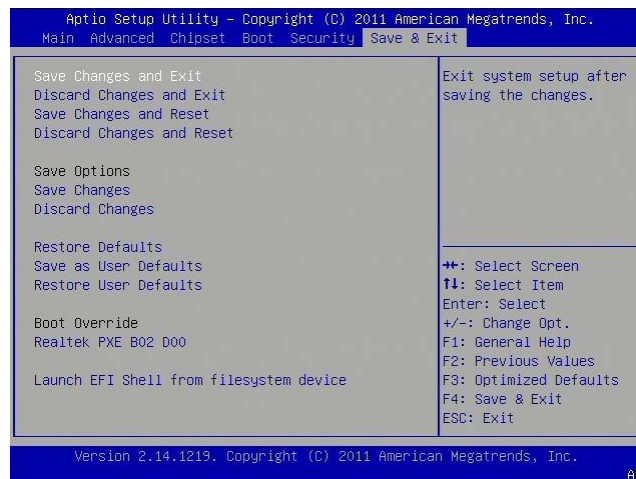 Aptio Setup Utility – Copyright (C) 2011 American Megatrends, Inc.
Main Advanced Chipset Boot Security Save & Exit
Save Changes and Exit
Discard Changes and Exit
Save Changes and Reset
Discard Changes and Reset
Save Options
Save Changes
Discard Changes
Restore Defaults
Save as User Defaults
Restore User Defaults
Boot Override
Realtek PXE B02 D00
Launch EFI Shell from filesystem device
Exit system setup after
saving the changes.
→←: Select Screen
↑↓: Select Item
Enter: Select
+/-: Change Opt.
F1: General Help
F2: Previous Values
F3: Optimized Defaults
F4: Save & Exit
ESC: Exit
Version 2.14.1219. Copyright (C) 2011 American Megatrends, Inc.
A